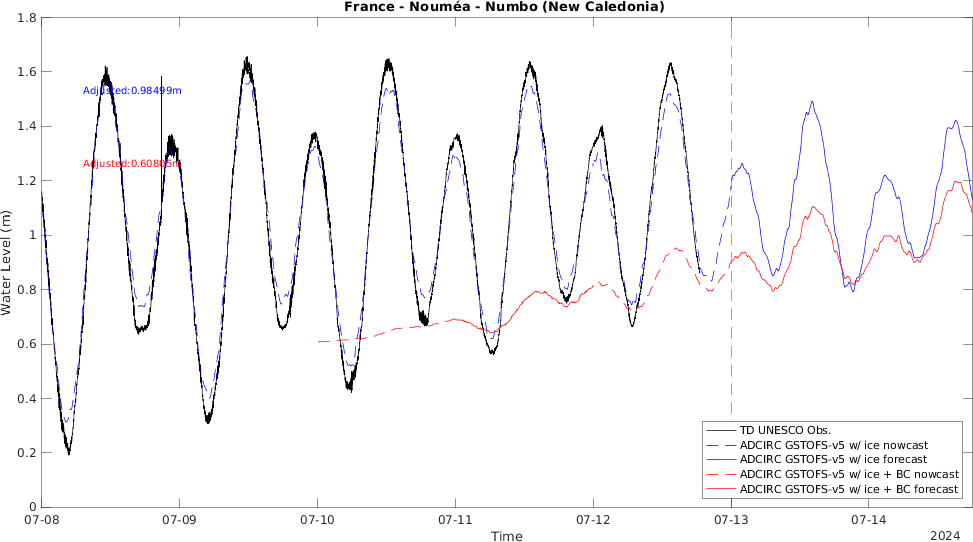 France - Nouméa - Numbo (New Caledonia)
1.8
1.6
1.4
1.2
1
0.8
0.6
0.4
0.2
0
Water Level (m)
Adjusted:0.98499m
Adjusted:0.60805m
TD UNESCO Obs.
ADCIRC GSTOFS-v5 w/ ice nowcast
ADCIRC GSTOFS-v5 w/ ice forecast
ADCIRC GSTOFS-v5 w/ ice + BC nowcast
ADCIRC GSTOFS-v5 w/ ice + BC forecast
07-08 07-09 07-10 07-11 07-12 07-13 07-14
Time
2024